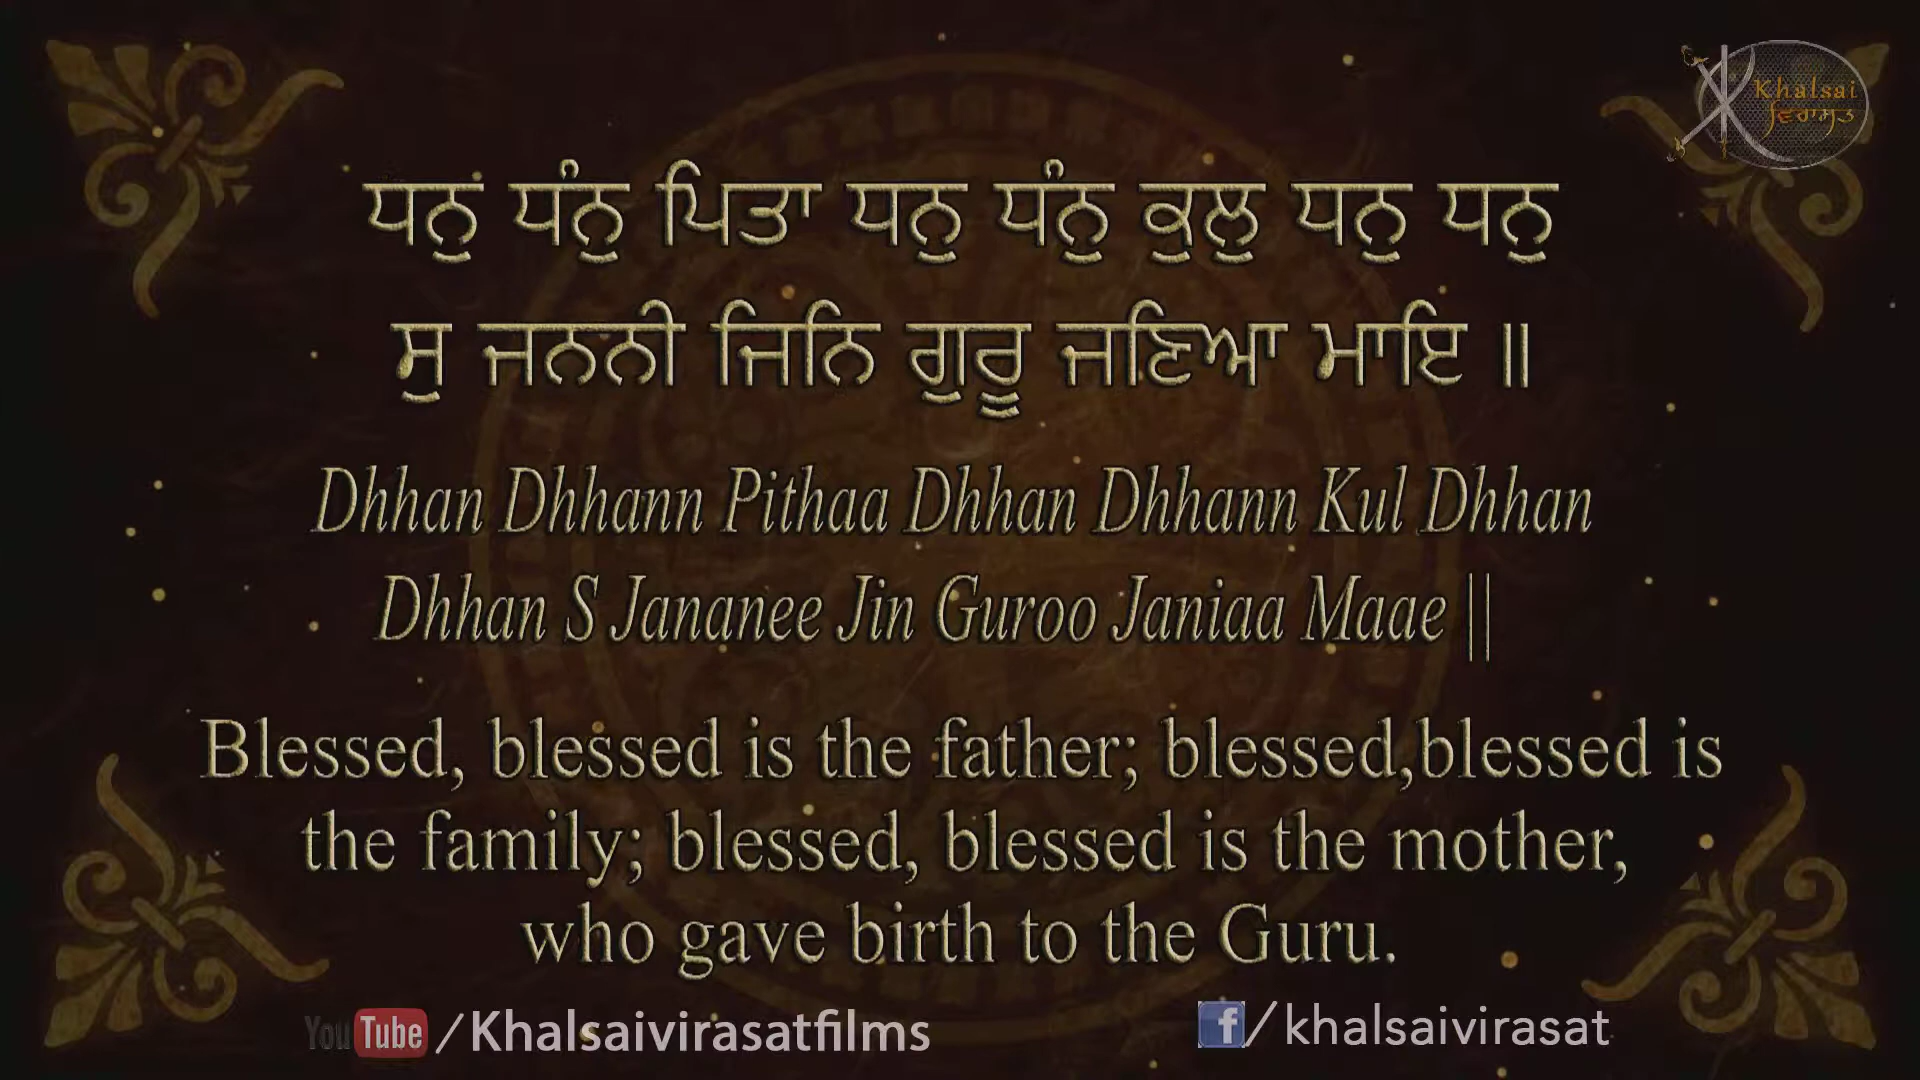 Khalsai
ਵਿਰਾਸਤ
ਧਨੁ ਧੰਨੁ ਪਿਤਾ ਧਨੁ ਧੰਨੁ ਕੁਲੁ ਧਨੁ ਧਨੁ
ਸੁ ਜਨਨੀ ਜਿਨਿ ਗੁਰੂ ਜਣਿਆ ਮਾਇ ॥
Dhhan Dhhann Pithaa Dhhan Dhhann Kul Dhhan
Dhhan S Jananee Jin Guroo Janiaa Maae ||
Blessed, blessed is the father; blessed,blessed is
the family; blessed, blessed is the mother,
who gave birth to the Guru.
YouTube /Khalsaivirasatfilms
f/khalsaivirasat